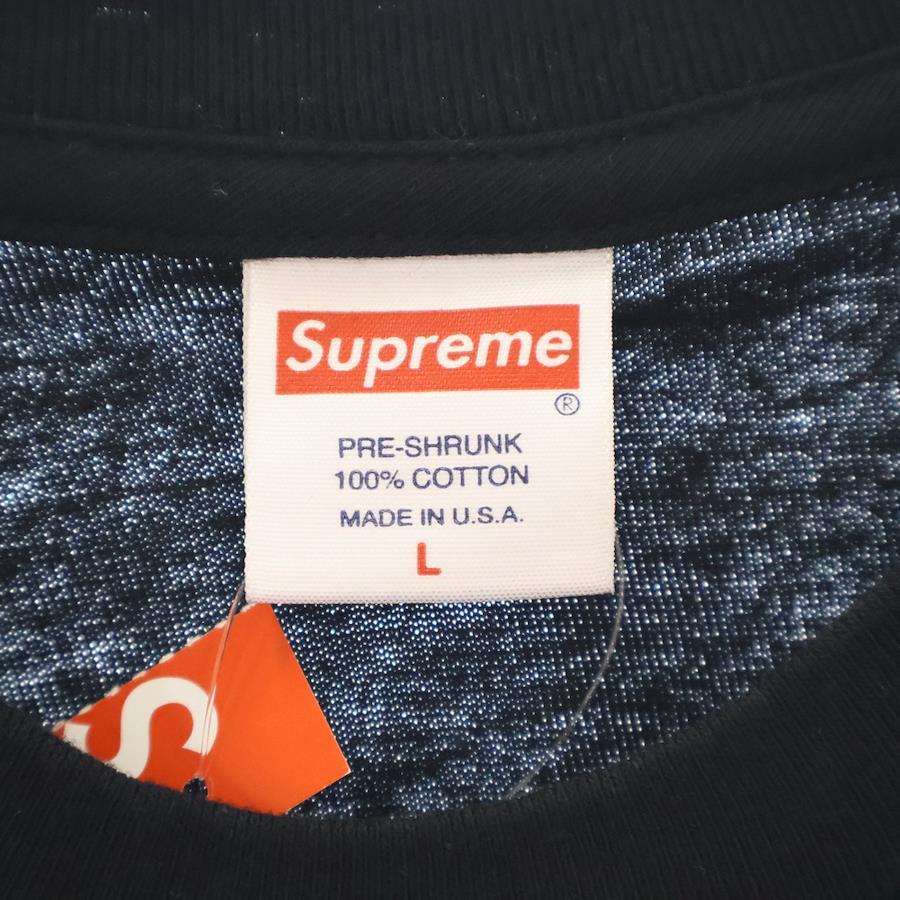 Supreme
®
PRE-SHRUNK
100% COTTON
MADE IN U.S.A.
L
S